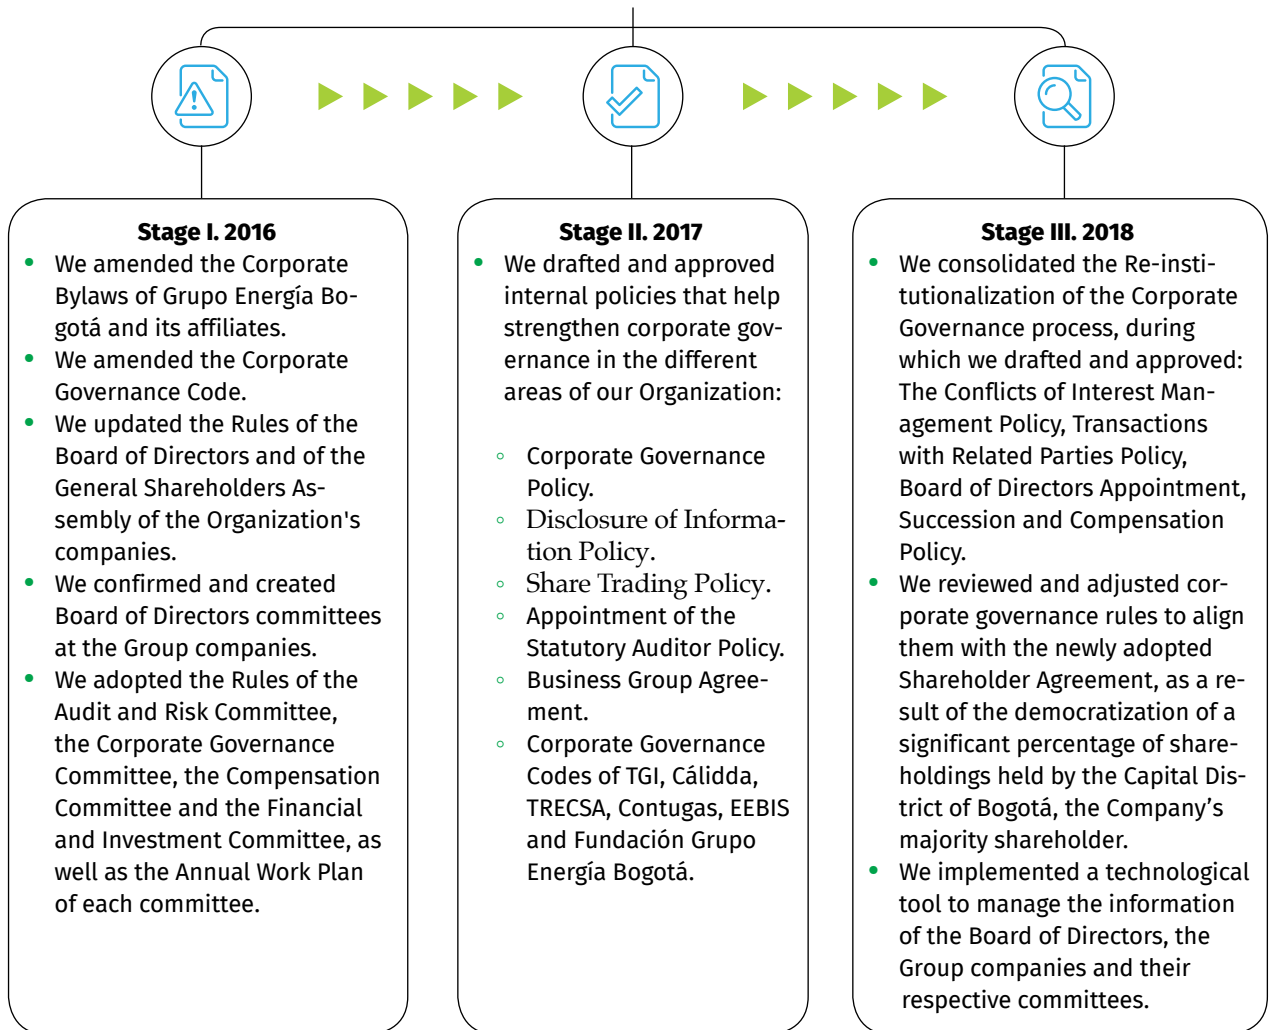 Stage I. 2016
• We amended the Corporate
Bylaws of Grupo Energía Bo-
gotá and its affiliates.
• We amended the Corporate
Governance Code.
• We updated the Rules of the
Board of Directors and of the
General Shareholders As-
sembly of the Organization's
companies.
• We confirmed and created
Board of Directors committees
at the Group companies.
• We adopted the Rules of the
Audit and Risk Committee,
the Corporate Governance
Committee, the Compensation
Committee and the Financial
and Investment Committee, as
well as the Annual Work Plan
of each committee.
Stage II. 2017
• We drafted and approved
internal policies that help
strengthen corporate gov-
ernance in the different
areas of our Organization:
◦ Corporate Governance
Policy.
◦ Disclosure of Informa-
tion Policy.
◦ Share Trading Policy.
◦ Appointment of the
Statutory Auditor Policy.
◦ Business Group Agree-
ment.
◦ Corporate Governance
Codes of TGI, Cálidda,
TRECSA, Contugas, EEBIS
and Fundación Grupo
Energía Bogotá.
Stage III. 2018
• We consolidated the Re-insti-
tutionalization of the Corporate
Governance process, during
which we drafted and approved:
The Conflicts of Interest Man-
agement Policy, Transactions
with Related Parties Policy,
Board of Directors Appointment,
Succession and Compensation
Policy.
• We reviewed and adjusted cor-
porate governance rules to align
them with the newly adopted
Shareholder Agreement, as a re-
sult of the democratization of a
significant percentage of share-
holdings held by the Capital Dis-
trict of Bogotá, the Company’s
majority shareholder.
• We implemented a technological
tool to manage the information
of the Board of Directors, the
Group companies and their
respective committees.